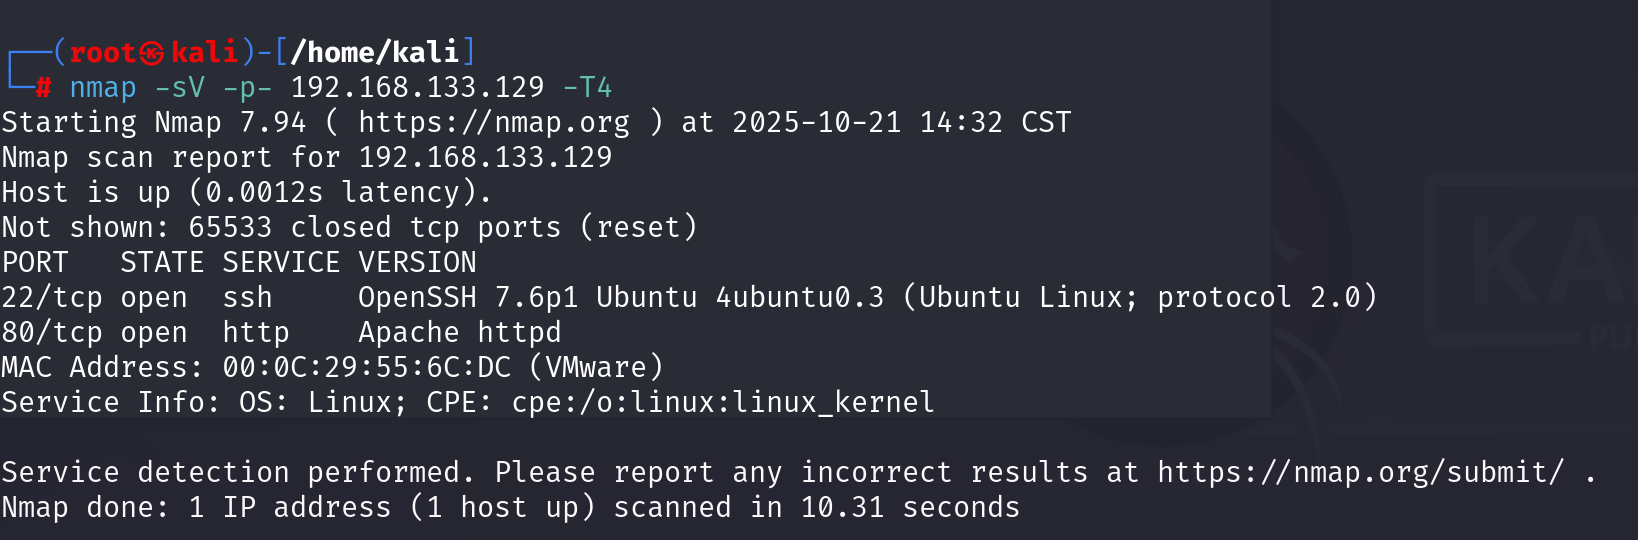 ┌──(root㉿kali)-[/home/kali]
└─# nmap -sV -p- 192.168.133.129 -T4
Starting Nmap 7.94 ( https://nmap.org ) at 2025-10-21 14:32 CST
Nmap scan report for 192.168.133.129
Host is up (0.0012s latency).
Not shown: 65533 closed tcp ports (reset)
PORT   STATE SERVICE VERSION
22/tcp open  ssh     OpenSSH 7.6p1 Ubuntu 4ubuntu0.3 (Ubuntu Linux; protocol 2.0)
80/tcp open  http    Apache httpd
MAC Address: 00:0C:29:55:6C:DC (VMware)
Service Info: OS: Linux; CPE: cpe:/o:linux:linux_kernel

Service detection performed. Please report any incorrect results at https://nmap.org/submit/ .
Nmap done: 1 IP address (1 host up) scanned in 10.31 seconds